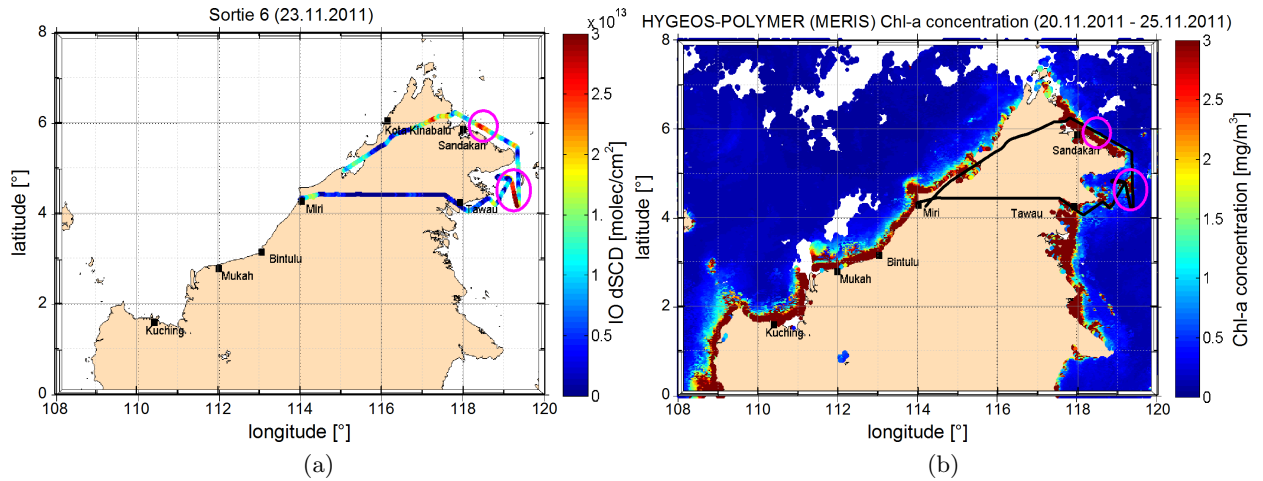 Sortie 6 (23.11.2011)
x10^13
8
6
4
2
0
108
110
112
114
116
118
120
latitude [°]
longitude [°]
Kota Kinabalu
Sandakan
Tawau
Miri
Bintulu
Mukah
Kuching
3
2.5
2
1.5
1
0.5
0
IO dSCD [molec/cm²]
(a)
HYGEOS-POLYMER (MERIS) Chl-a concentration (20.11.2011 - 25.11.2011)
8
6
4
2
0
108
110
112
114
116
118
120
latitude [°]
longitude [°]
Sandakan
Tawau
Miri
Bintulu
Mukah
Kuching
3
2.5
2
1.5
1
0.5
0
Chl-a concentration [mg/m³]
(b)